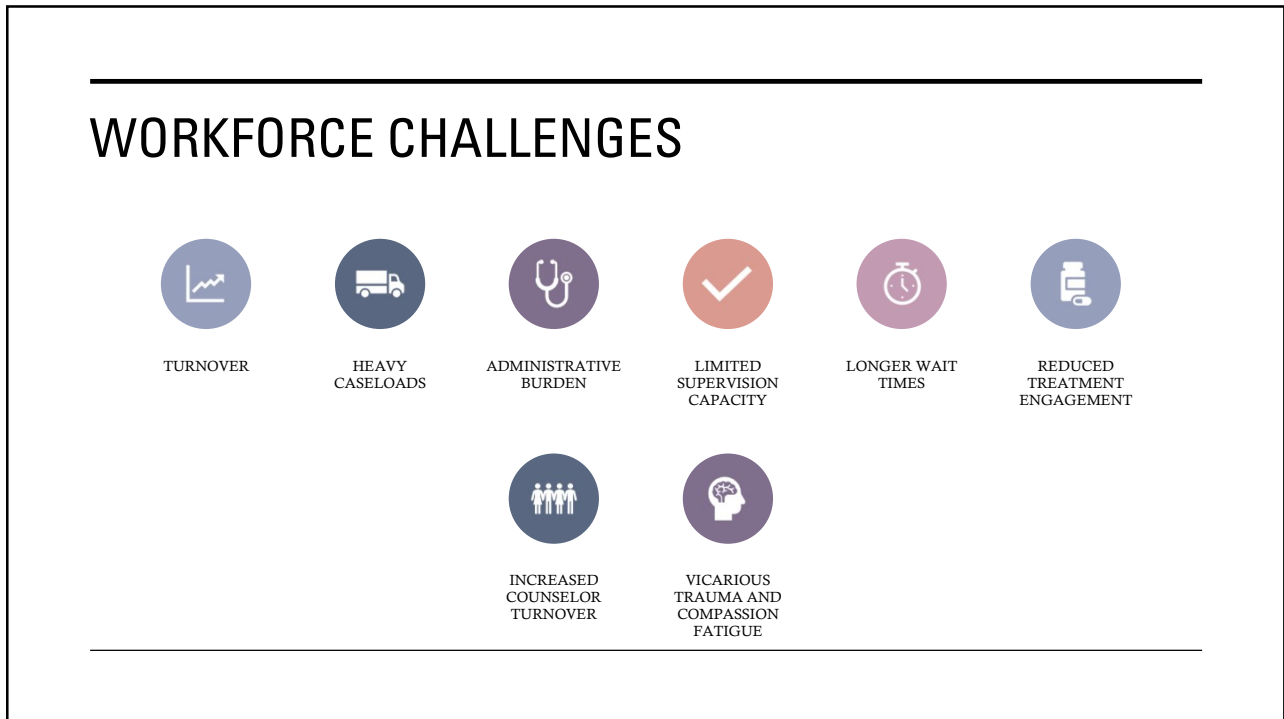 WORKFORCE CHALLENGES
TURNOVER
HEAVY
CASELOADS
ADMINISTRATIVE
BURDEN
LIMITED
SUPERVISION
CAPACITY
LONGER WAIT
TIMES
REDUCED
TREATMENT
ENGAGEMENT
INCREASED
COUNSELOR
TURNOVER
VICARIOUS
TRAUMA AND
COMPASSION
FATIGUE